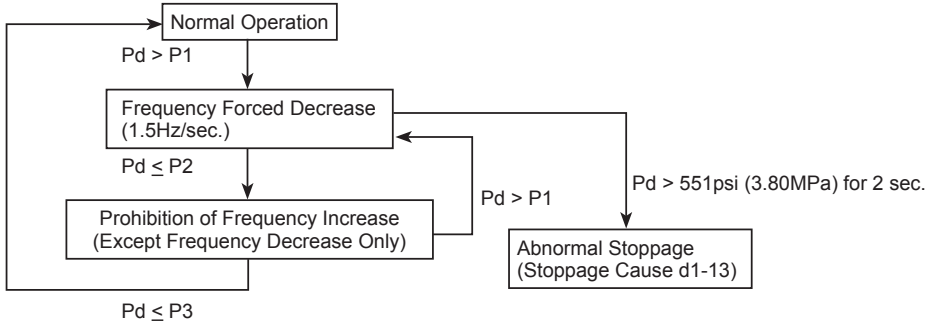 Normal Operation
Pd > P1
Frequency Forced Decrease
(1.5Hz/sec.)
Pd ≤ P2
Pd > P1
Pd > 551psi (3.80MPa) for 2 sec.
Prohibition of Frequency Increase
(Except Frequency Decrease Only)
Abnormal Stoppage
(Stoppage Cause d1-13)
Pd ≤ P3